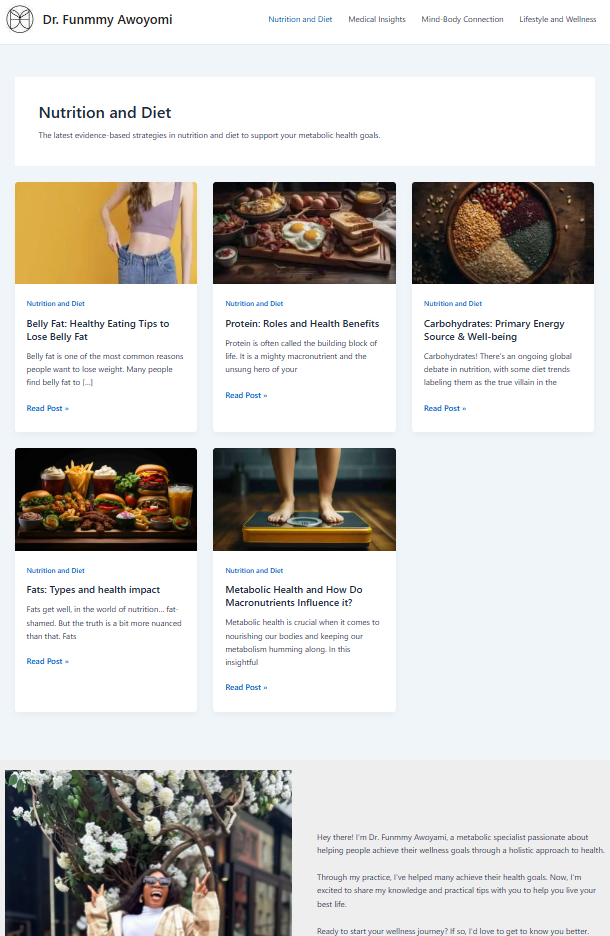 Dr. Funmmy Awoyomi
Nutrition and Diet
Medical Insights
Mind-Body Connection
Lifestyle and Wellness
Nutrition and Diet
The latest evidence-based strategies in nutrition and diet to support your metabolic health goals.
Nutrition and Diet
Belly Fat: Healthy Eating Tips to
Lose Belly Fat
Belly fat is one of the most common reasons
people want to lose weight. Many people
find belly fat to [...]
Read Post »
Nutrition and Diet
Protein: Roles and Health Benefits
Protein is often called the building block of
life. It is a mighty macronutrient and the
unsung hero of your
Read Post »
Nutrition and Diet
Carbohydrates: Primary Energy
Source & Well-being
Carbohydrates! There's an ongoing global
debate in nutrition, with some diet trends
labeling them as the true villain in the
Read Post »
Nutrition and Diet
Fats: Types and health impact
Fats get well, in the world of nutrition... fat-
shamed. But the truth is a bit more nuanced
than that. Fats
Read Post »
Nutrition and Diet
Metabolic Health and How Do
Macronutrients Influence it?
Metabolic health is crucial when it comes to
nourishing our bodies and keeping our
metabolism humming along. In this
insightful
Read Post »
Hey there! I'm Dr. Funmmy Awoyami, a metabolic specialist passionate about
helping people achieve their wellness goals through a holistic approach to health.
Through my practice, I've helped many achieve their health goals. Now, I'm
excited to share my knowledge and practical tips with you to help you live your
best life.
Ready to start your wellness journey? If so, I'd love to get to know you better.